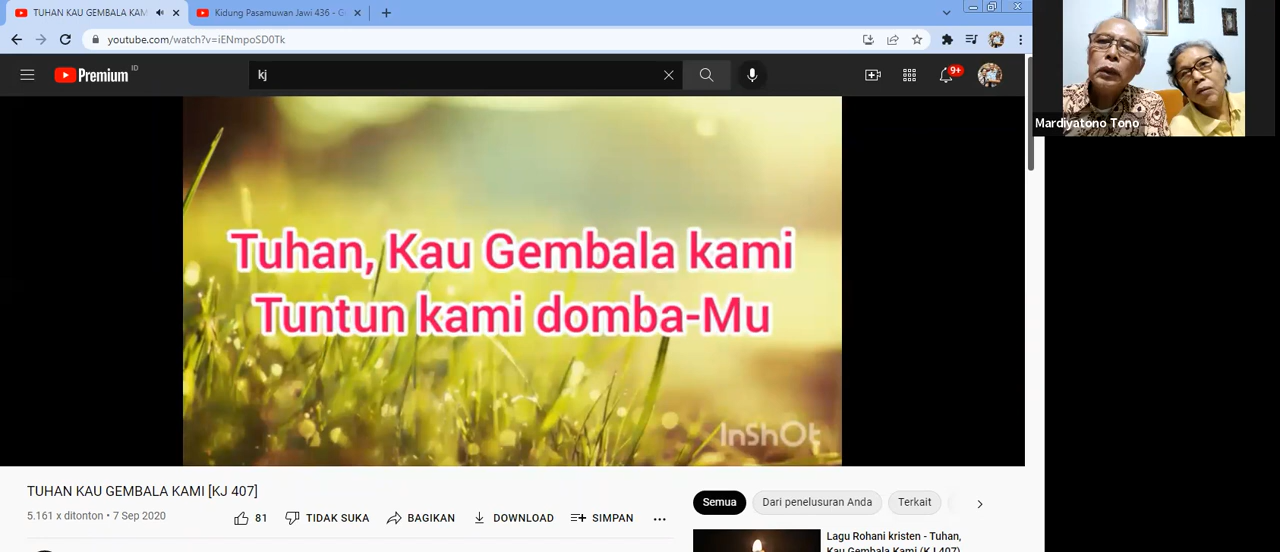 TUHAN KAU GEMBALA KAM
Kidung Pasamuwan Jawi 436 - G
youtube.com/watch?v=iENmpoSD0Tk
Premium ID
kj
9+
Mardiyatono Tono
Tuhan, Kau Gembala kami
Tuntun kami domba-Mu
InShOt
TUHAN KAU GEMBALA KAMI [KJ 407]
5.161 x ditonton • 7 Sep 2020
81
TIDAK SUKA
BAGIKAN
DOWNLOAD
SIMPAN
Semua
Dari penelusuran Anda
Terkait
Lagu Rohani kristen - Tuhan,
Kau Gembala Kami (KJ 407)